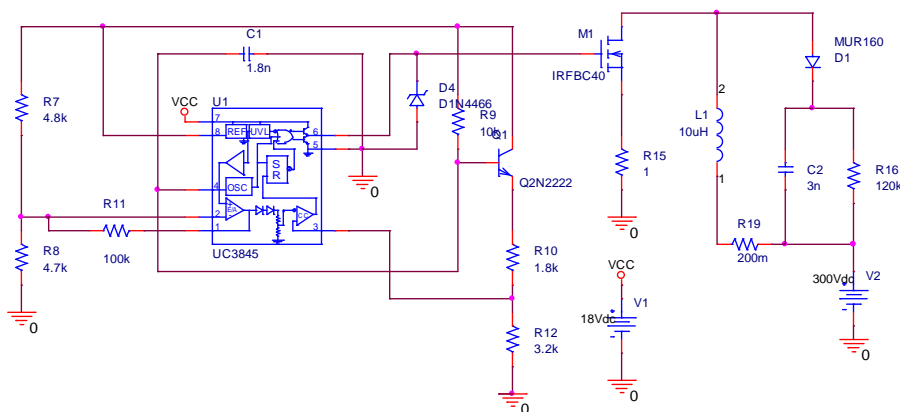 C1
1.8n
M1
IRFBC40
MUR160
D1
R7
4.8k
VCC
U1
7
8
REF
UVL
6
5
S
R
4
OSC
2
E/A
1
CC
3
UC3845
D4
D1N4466
R9
10k
Q1
Q2N2222
0
R15
1
0
2
L1
10uH
1
C2
3n
R16
120k
R11
100k
R8
4.7k
0
R10
1.8k
R12
3.2k
0
R19
200m
VCC
V1
18Vdc
0
V2
300Vdc
0